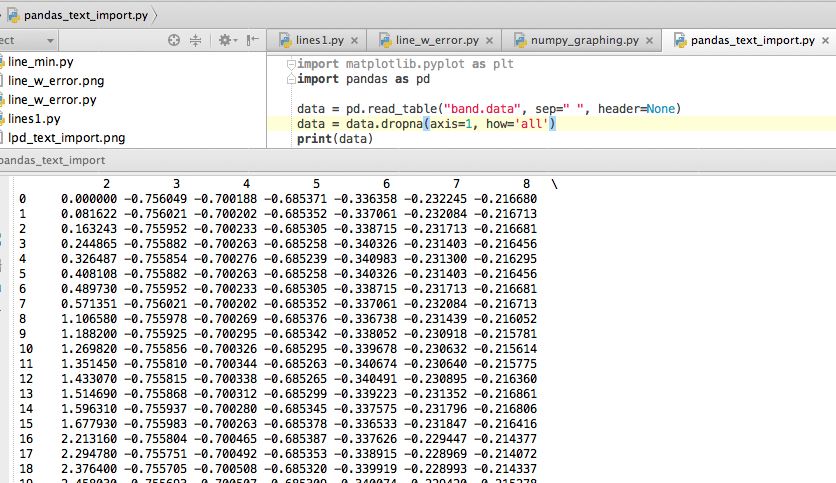 pandas_text_import.py
ect
lines1.py
line_w_error.py
numpy_graphing.py
pandas_text_import.py
line_min.py
line_w_error.png
line_w_error.py
lines1.py
lpd_text_import.png
import matplotlib.pyplot as plt
import pandas as pd
data = pd.read_table("band.data", sep=" ", header=None)
data = data.dropna(axis=1, how='all')
print(data)
pandas_text_import
2 3 4 5 6 7 8 \
0 0.000000 -0.756049 -0.700188 -0.685371 -0.336358 -0.232245 -0.216680
1 0.081622 -0.756021 -0.700202 -0.685352 -0.337061 -0.232084 -0.216713
2 0.163243 -0.755952 -0.700233 -0.685305 -0.338715 -0.231713 -0.216681
3 0.244865 -0.755882 -0.700263 -0.685258 -0.340326 -0.231403 -0.216456
4 0.326487 -0.755854 -0.700276 -0.685239 -0.340983 -0.231300 -0.216295
5 0.408108 -0.755882 -0.700263 -0.685258 -0.340326 -0.231403 -0.216456
6 0.489730 -0.755952 -0.700233 -0.685305 -0.338715 -0.231713 -0.216681
7 0.571351 -0.756021 -0.700202 -0.685352 -0.337061 -0.232084 -0.216713
8 1.106580 -0.755978 -0.700269 -0.685376 -0.336738 -0.231439 -0.216052
9 1.188200 -0.755925 -0.700295 -0.685342 -0.338052 -0.230918 -0.215781
10 1.269820 -0.755856 -0.700326 -0.685295 -0.339678 -0.230632 -0.215614
11 1.351450 -0.755810 -0.700344 -0.685263 -0.340674 -0.230640 -0.215775
12 1.433070 -0.755815 -0.700338 -0.685265 -0.340491 -0.230895 -0.216360
13 1.514690 -0.755868 -0.700312 -0.685299 -0.339223 -0.231352 -0.216861
14 1.596310 -0.755937 -0.700280 -0.685345 -0.337575 -0.231796 -0.216806
15 1.677930 -0.755983 -0.700263 -0.685378 -0.336533 -0.231847 -0.216416
16 2.213160 -0.755804 -0.700465 -0.685387 -0.337626 -0.229447 -0.214377
17 2.294780 -0.755751 -0.700492 -0.685353 -0.338915 -0.228969 -0.214072
18 2.376400 -0.755705 -0.700508 -0.685320 -0.339919 -0.228993 -0.214337